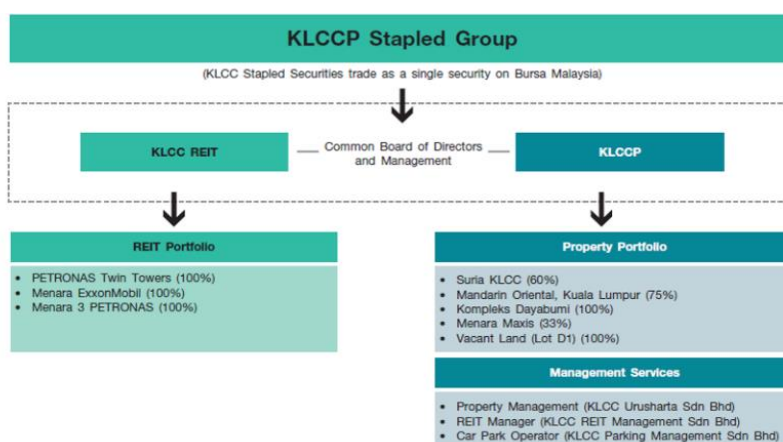 KLCCP Stapled Group
(KLCC Stapled Securities trade as a single security on Bursa Malaysia)
KLCC REIT
Common Board of Directors
and Management
KLCCP
REIT Portfolio
• PETRONAS Twin Towers (100%)
• Menara ExxonMobil (100%)
• Menara 3 PETRONAS (100%)
Property Portfolio
• Suria KLCC (60%)
• Mandarin Oriental, Kuala Lumpur (75%)
• Kompleks Dayabumi (100%)
• Menara Maxis (33%)
• Vacant Land (Lot D1) (100%)
Management Services
• Property Management (KLCC Urusharta Sdn Bhd)
• REIT Manager (KLCC REIT Management Sdn Bhd)
• Car Park Operator (KLCC Parking Management Sdn Bhd)